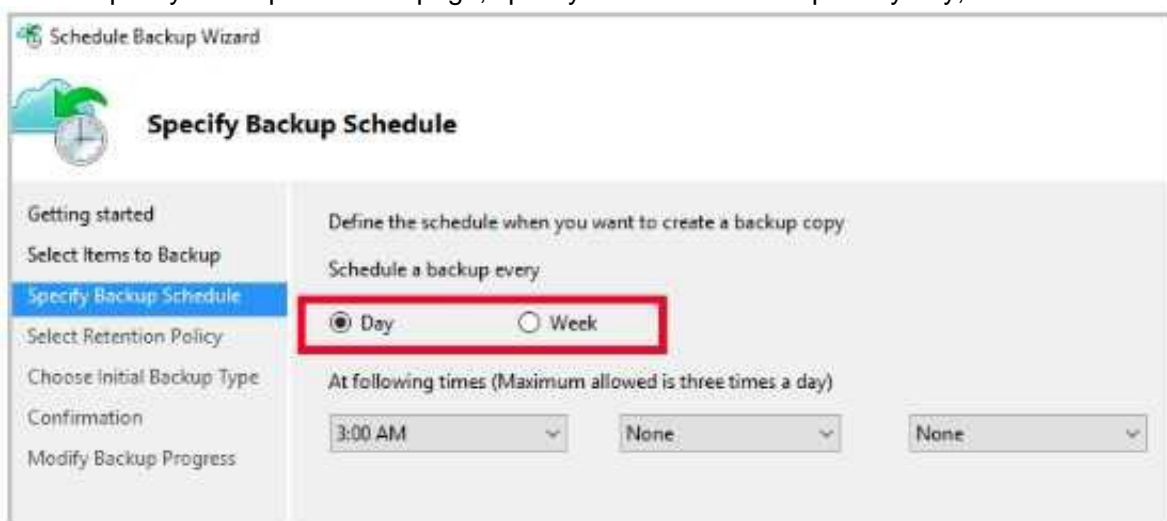 Schedule Backup Wizard
Specify Backup Schedule
Getting started
Select Items to Backup
Specify Backup Schedule
Select Retention Policy
Choose Initial Backup Type
Confirmation
Modify Backup Progress
Define the schedule when you want to create a backup copy
Schedule a backup every
Day Week
At following times (Maximum allowed is three times a day)
3:00 AM None None